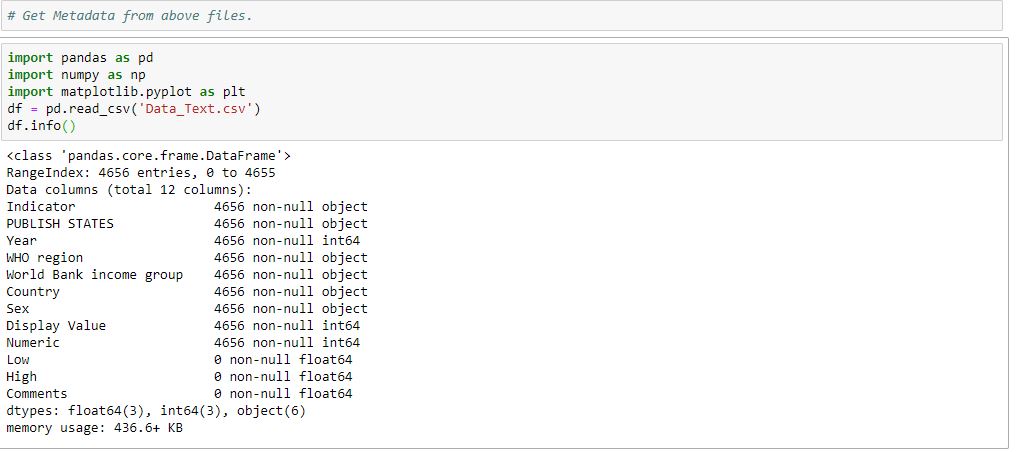 # Get Metadata from above files.
import pandas as pd
import numpy as np
import matplotlib.pyplot as plt
df = pd.read_csv('Data_Text.csv')
df.info()
<class 'pandas.core.frame.DataFrame'>
RangeIndex: 4656 entries, 0 to 4655
Data columns (total 12 columns):
Indicator                  4656 non-null object
PUBLISH STATES             4656 non-null object
Year                       4656 non-null int64
WHO region                 4656 non-null object
World Bank income group    4656 non-null object
Country                    4656 non-null object
Sex                        4656 non-null object
Display Value              4656 non-null int64
Numeric                    4656 non-null int64
Low                        0 non-null float64
High                       0 non-null float64
Comments                   0 non-null float64
dtypes: float64(3), int64(3), object(6)
memory usage: 436.6+ KB